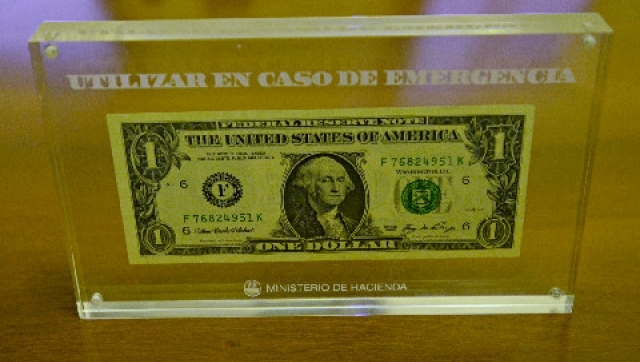 UTILIZAR EN CASO DE EMERGENCIA
FEDERAL RESERVE NOTE
THE UNITED STATES OF AMERICA
1
1
F 76824951 K
WASHINGTON, D.C.
6
6
F
F 76824951 K
6
6
1
1
ONE DOLLAR
MINISTERIO DE HACIENDA